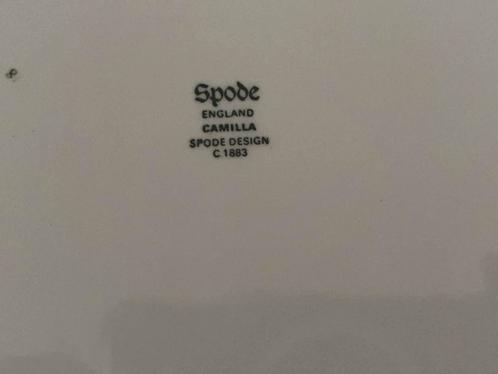 Spode
ENGLAND
CAMILLA
SPODE DESIGN
C.1883